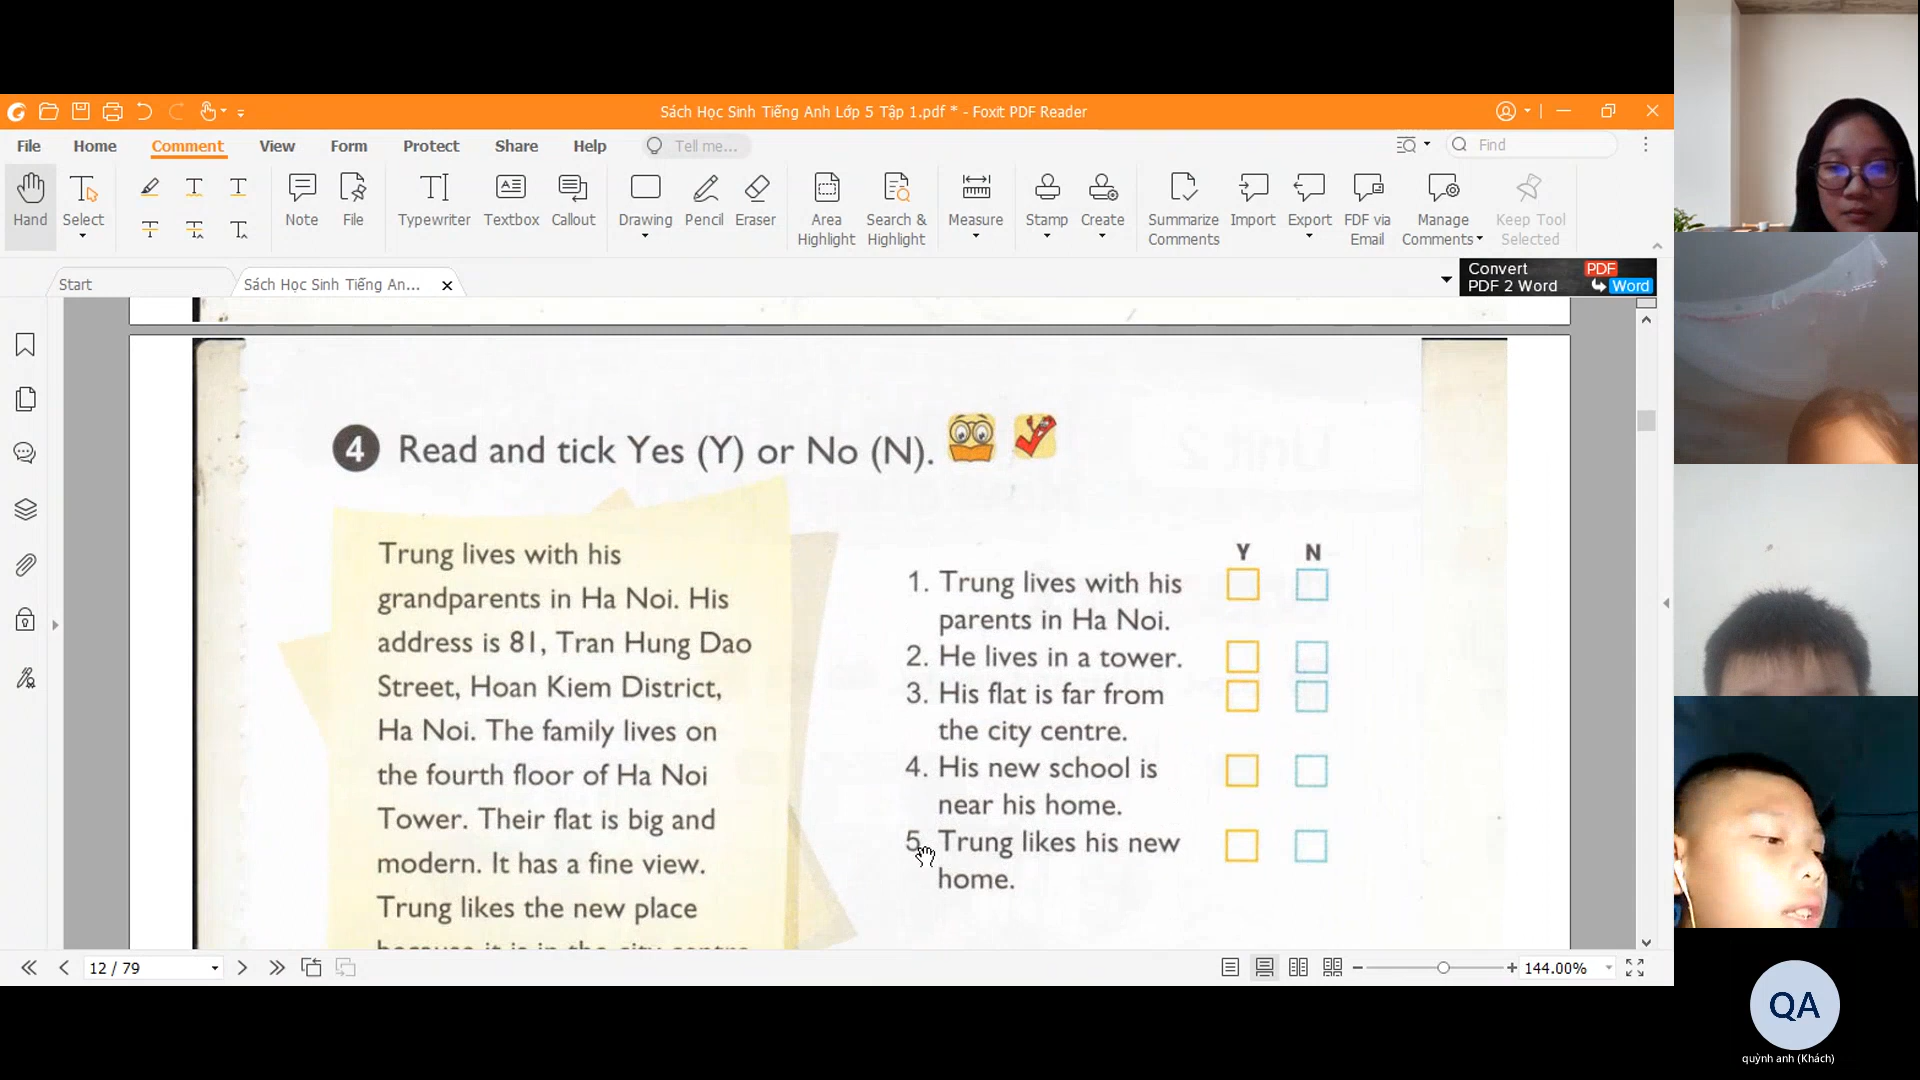 Sách Học Sinh Tiếng Anh Lớp 5 Tập 1.pdf * - Foxit PDF Reader
File Home Comment View Form Protect Share Help Tell me... Find
Hand Select Note File Typewriter Textbox Callout Drawing Pencil Eraser Area Highlight Search & Highlight Measure Stamp Create Summarize Comments Import Export FDF via Email Manage Comments Keep Tool Selected
Start Sách Học Sinh Tiếng An...
Convert PDF
PDF 2 Word Word
4 Read and tick Yes (Y) or No (N).
Trung lives with his
grandparents in Ha Noi. His
address is 81, Tran Hung Dao
Street, Hoan Kiem District,
Ha Noi. The family lives on
the fourth floor of Ha Noi
Tower. Their flat is big and
modern. It has a fine view.
Trung likes the new place
because it is in the city centre
Y N
1. Trung lives with his
parents in Ha Noi.
2. He lives in a tower.
3. His flat is far from
the city centre.
4. His new school is
near his home.
5. Trung likes his new
home.
12 / 79
144.00%
QA
quỳnh anh (Khách)